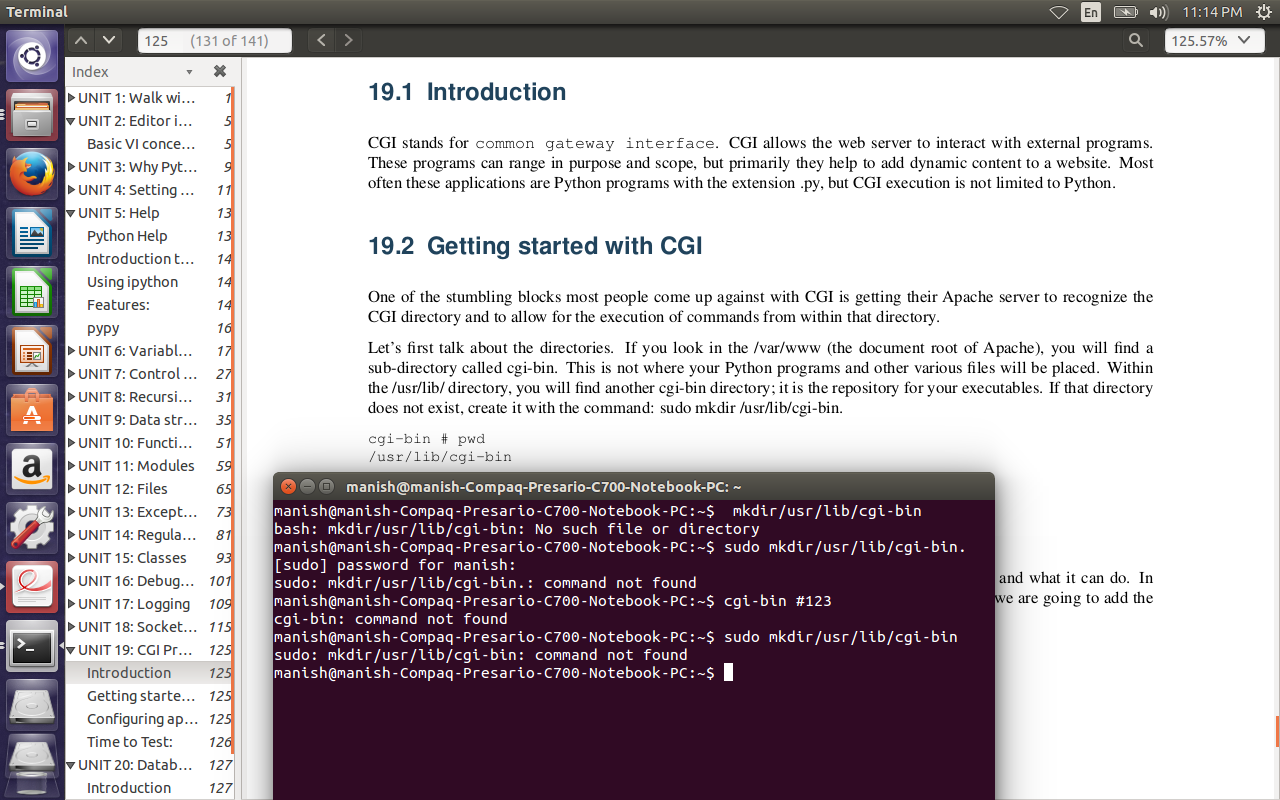 Terminal
En
11:14 PM
125 (131 of 141)
125.57%
Index
UNIT 1: Walk wi... 1
UNIT 2: Editor i... 5
Basic VI conce... 5
UNIT 3: Why Pyt... 9
UNIT 4: Setting ... 11
UNIT 5: Help 13
Python Help 13
Introduction t... 14
Using ipython 14
Features: 14
pypy 16
UNIT 6: Variabl... 17
UNIT 7: Control ... 27
UNIT 8: Recursi... 31
UNIT 9: Data str... 35
UNIT 10: Functi... 51
UNIT 11: Modules 59
UNIT 12: Files 65
UNIT 13: Except... 73
UNIT 14: Regula... 81
UNIT 15: Classes 93
UNIT 16: Debug... 101
UNIT 17: Logging 109
UNIT 18: Socket... 115
UNIT 19: CGI Pr... 125
Introduction 125
Getting starte... 125
Configuring ap... 125
Time to Test: 126
UNIT 20: Datab... 127
Introduction 127
19.1 Introduction
CGI stands for common gateway interface. CGI allows the web server to interact with external programs.
These programs can range in purpose and scope, but primarily they help to add dynamic content to a website. Most
often these applications are Python programs with the extension .py, but CGI execution is not limited to Python.
19.2 Getting started with CGI
One of the stumbling blocks most people come up against with CGI is getting their Apache server to recognize the
CGI directory and to allow for the execution of commands from within that directory.
Let's first talk about the directories. If you look in the /var/www (the document root of Apache), you will find a
sub-directory called cgi-bin. This is not where your Python programs and other various files will be placed. Within
the /usr/lib/ directory, you will find another cgi-bin directory; it is the repository for your executables. If that directory
does not exist, create it with the command: sudo mkdir /usr/lib/cgi-bin.
cgi-bin # pwd
/usr/lib/cgi-bin
and what it can do. In
we are going to add the
manish@manish-Compaq-Presario-C700-Notebook-PC: ~
manish@manish-Compaq-Presario-C700-Notebook-PC:~$  mkdir/usr/lib/cgi-bin
bash: mkdir/usr/lib/cgi-bin: No such file or directory
manish@manish-Compaq-Presario-C700-Notebook-PC:~$ sudo mkdir/usr/lib/cgi-bin.
[sudo] password for manish:
sudo: mkdir/usr/lib/cgi-bin.: command not found
manish@manish-Compaq-Presario-C700-Notebook-PC:~$ cgi-bin #123
cgi-bin: command not found
manish@manish-Compaq-Presario-C700-Notebook-PC:~$ sudo mkdir/usr/lib/cgi-bin
sudo: mkdir/usr/lib/cgi-bin: command not found
manish@manish-Compaq-Presario-C700-Notebook-PC:~$